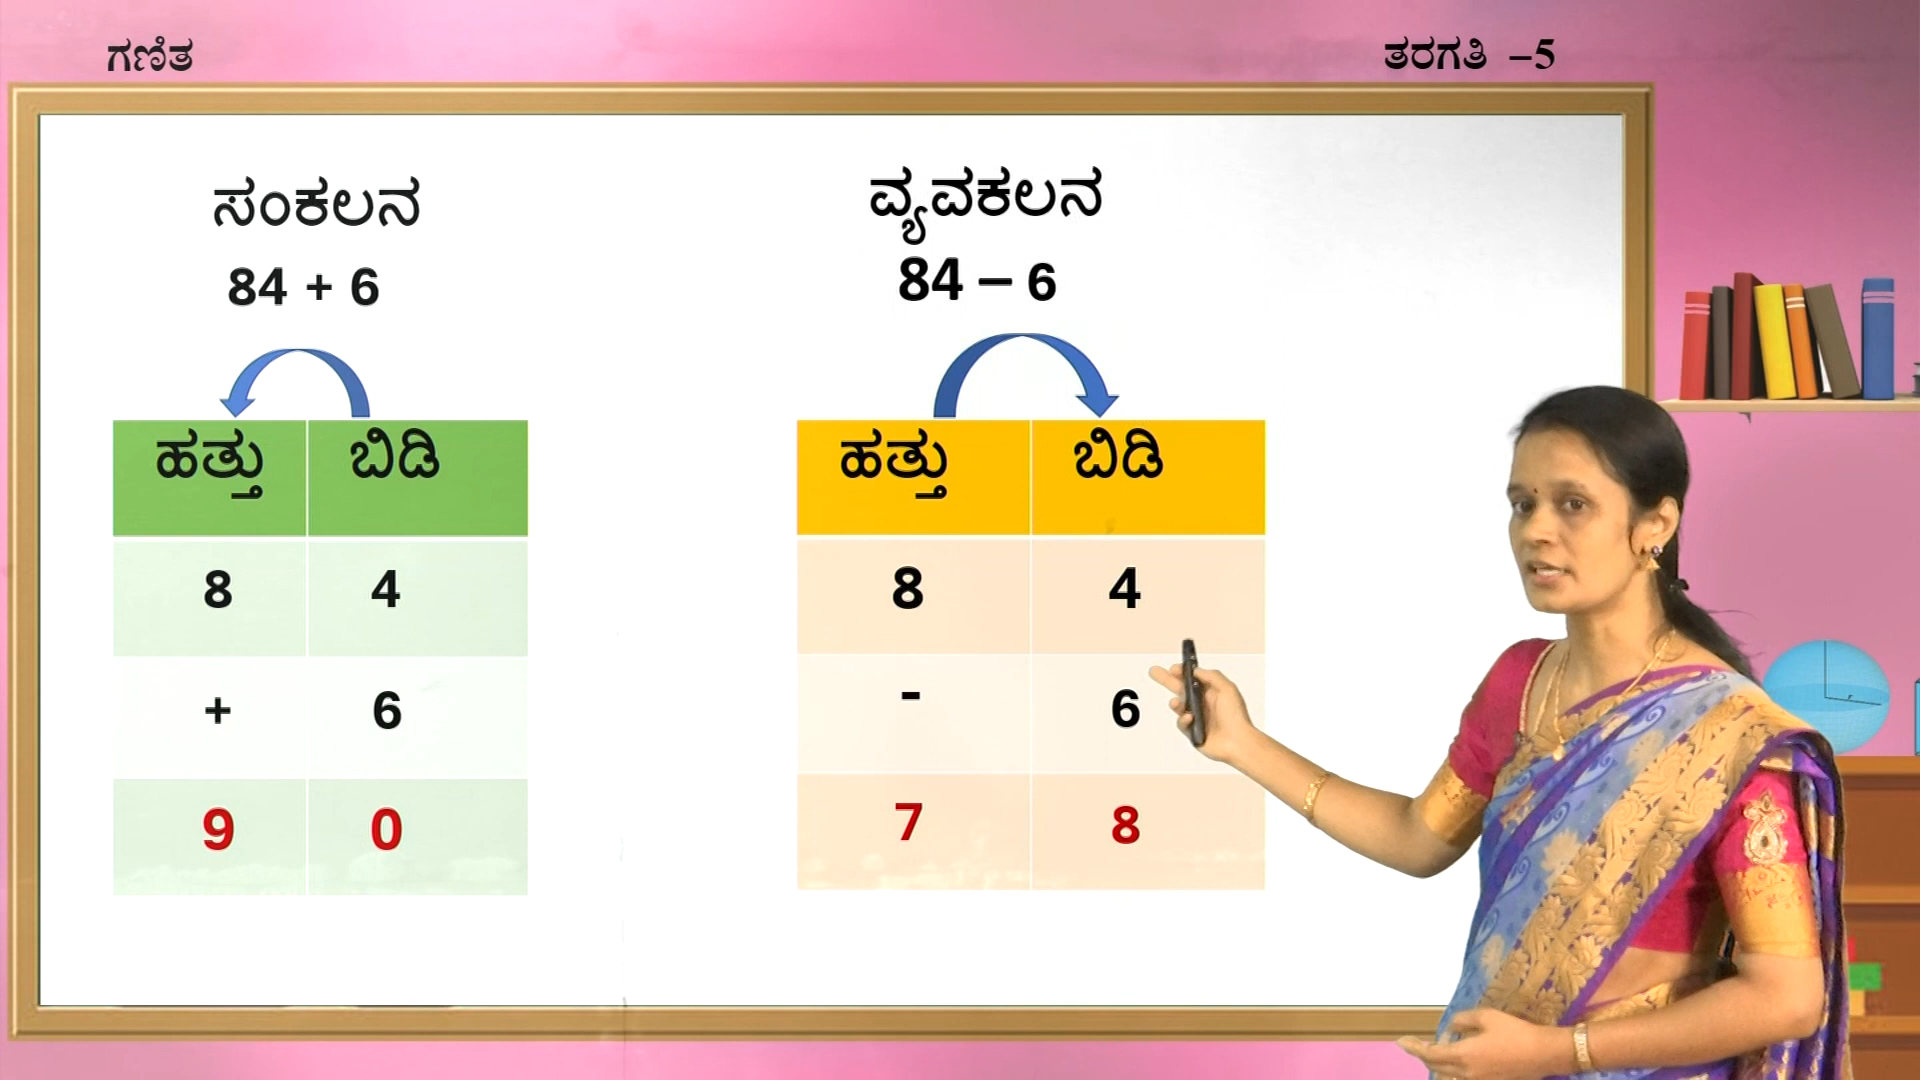 ಗಣಿತ
ತರಗತಿ –5
ಸಂಕಲನ
84 + 6
ಹತ್ತು ಬಿಡಿ
8 4
+ 6
9 0
ವ್ಯವಕಲನ
84 – 6
ಹತ್ತು ಬಿಡಿ
8 4
- 6
7 8